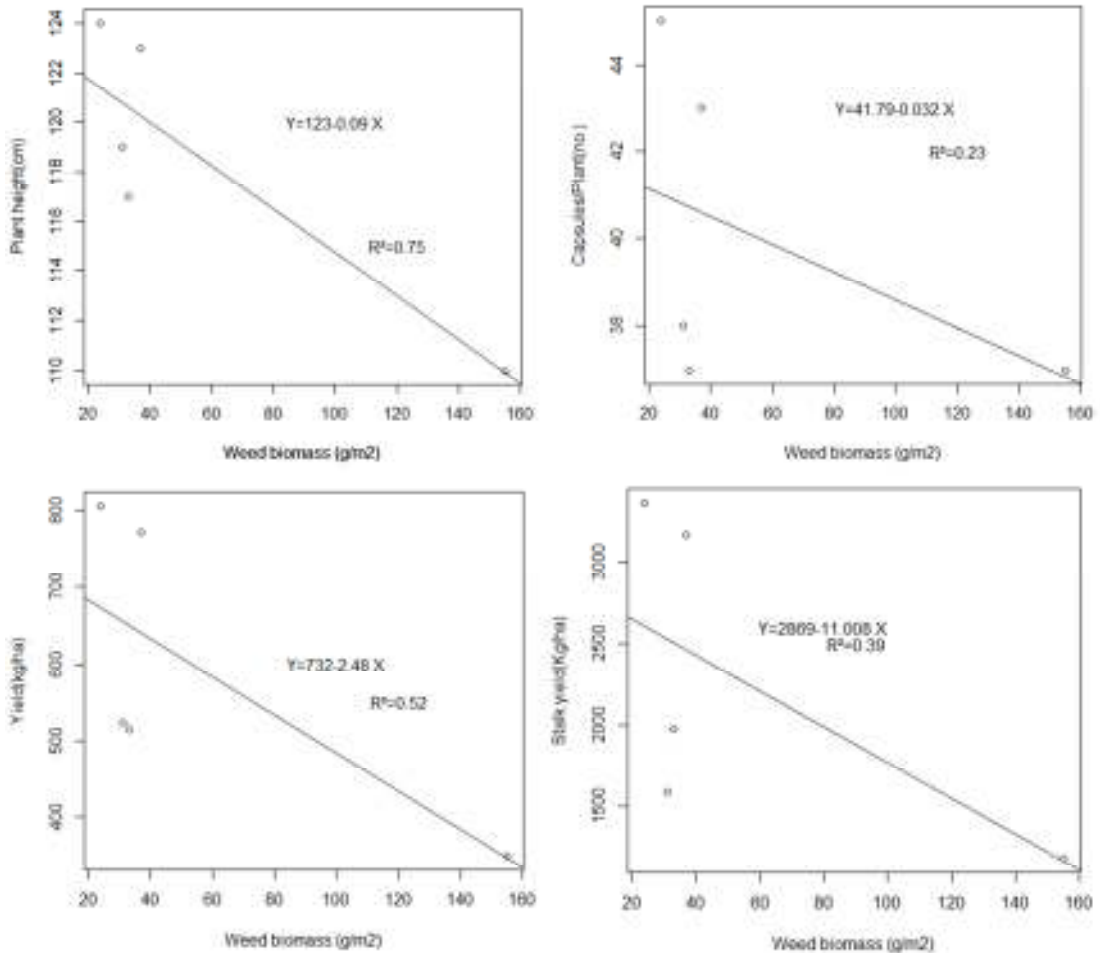 Plant height(cm)
124
122
120
118
116
114
112
110
Y=123-0.09 X
R²=0.75
20 40 60 80 100 120 140 160
Weed biomass (g/m2)
Capsules/Plant(no.)
44
42
40
38
Y=41.79-0.032 X
R²=0.23
20 40 60 80 100 120 140 160
Weed biomass (g/m2)
Yield(kg/ha)
800
700
600
500
400
Y=732-2.48 X
R²=0.52
20 40 60 80 100 120 140 160
Weed biomass (g/m2)
Stalk yield(Kg/ha)
3000
2500
2000
1500
Y=2869-11.008 X
R²=0.39
20 40 60 80 100 120 140 160
Weed biomass (g/m2)